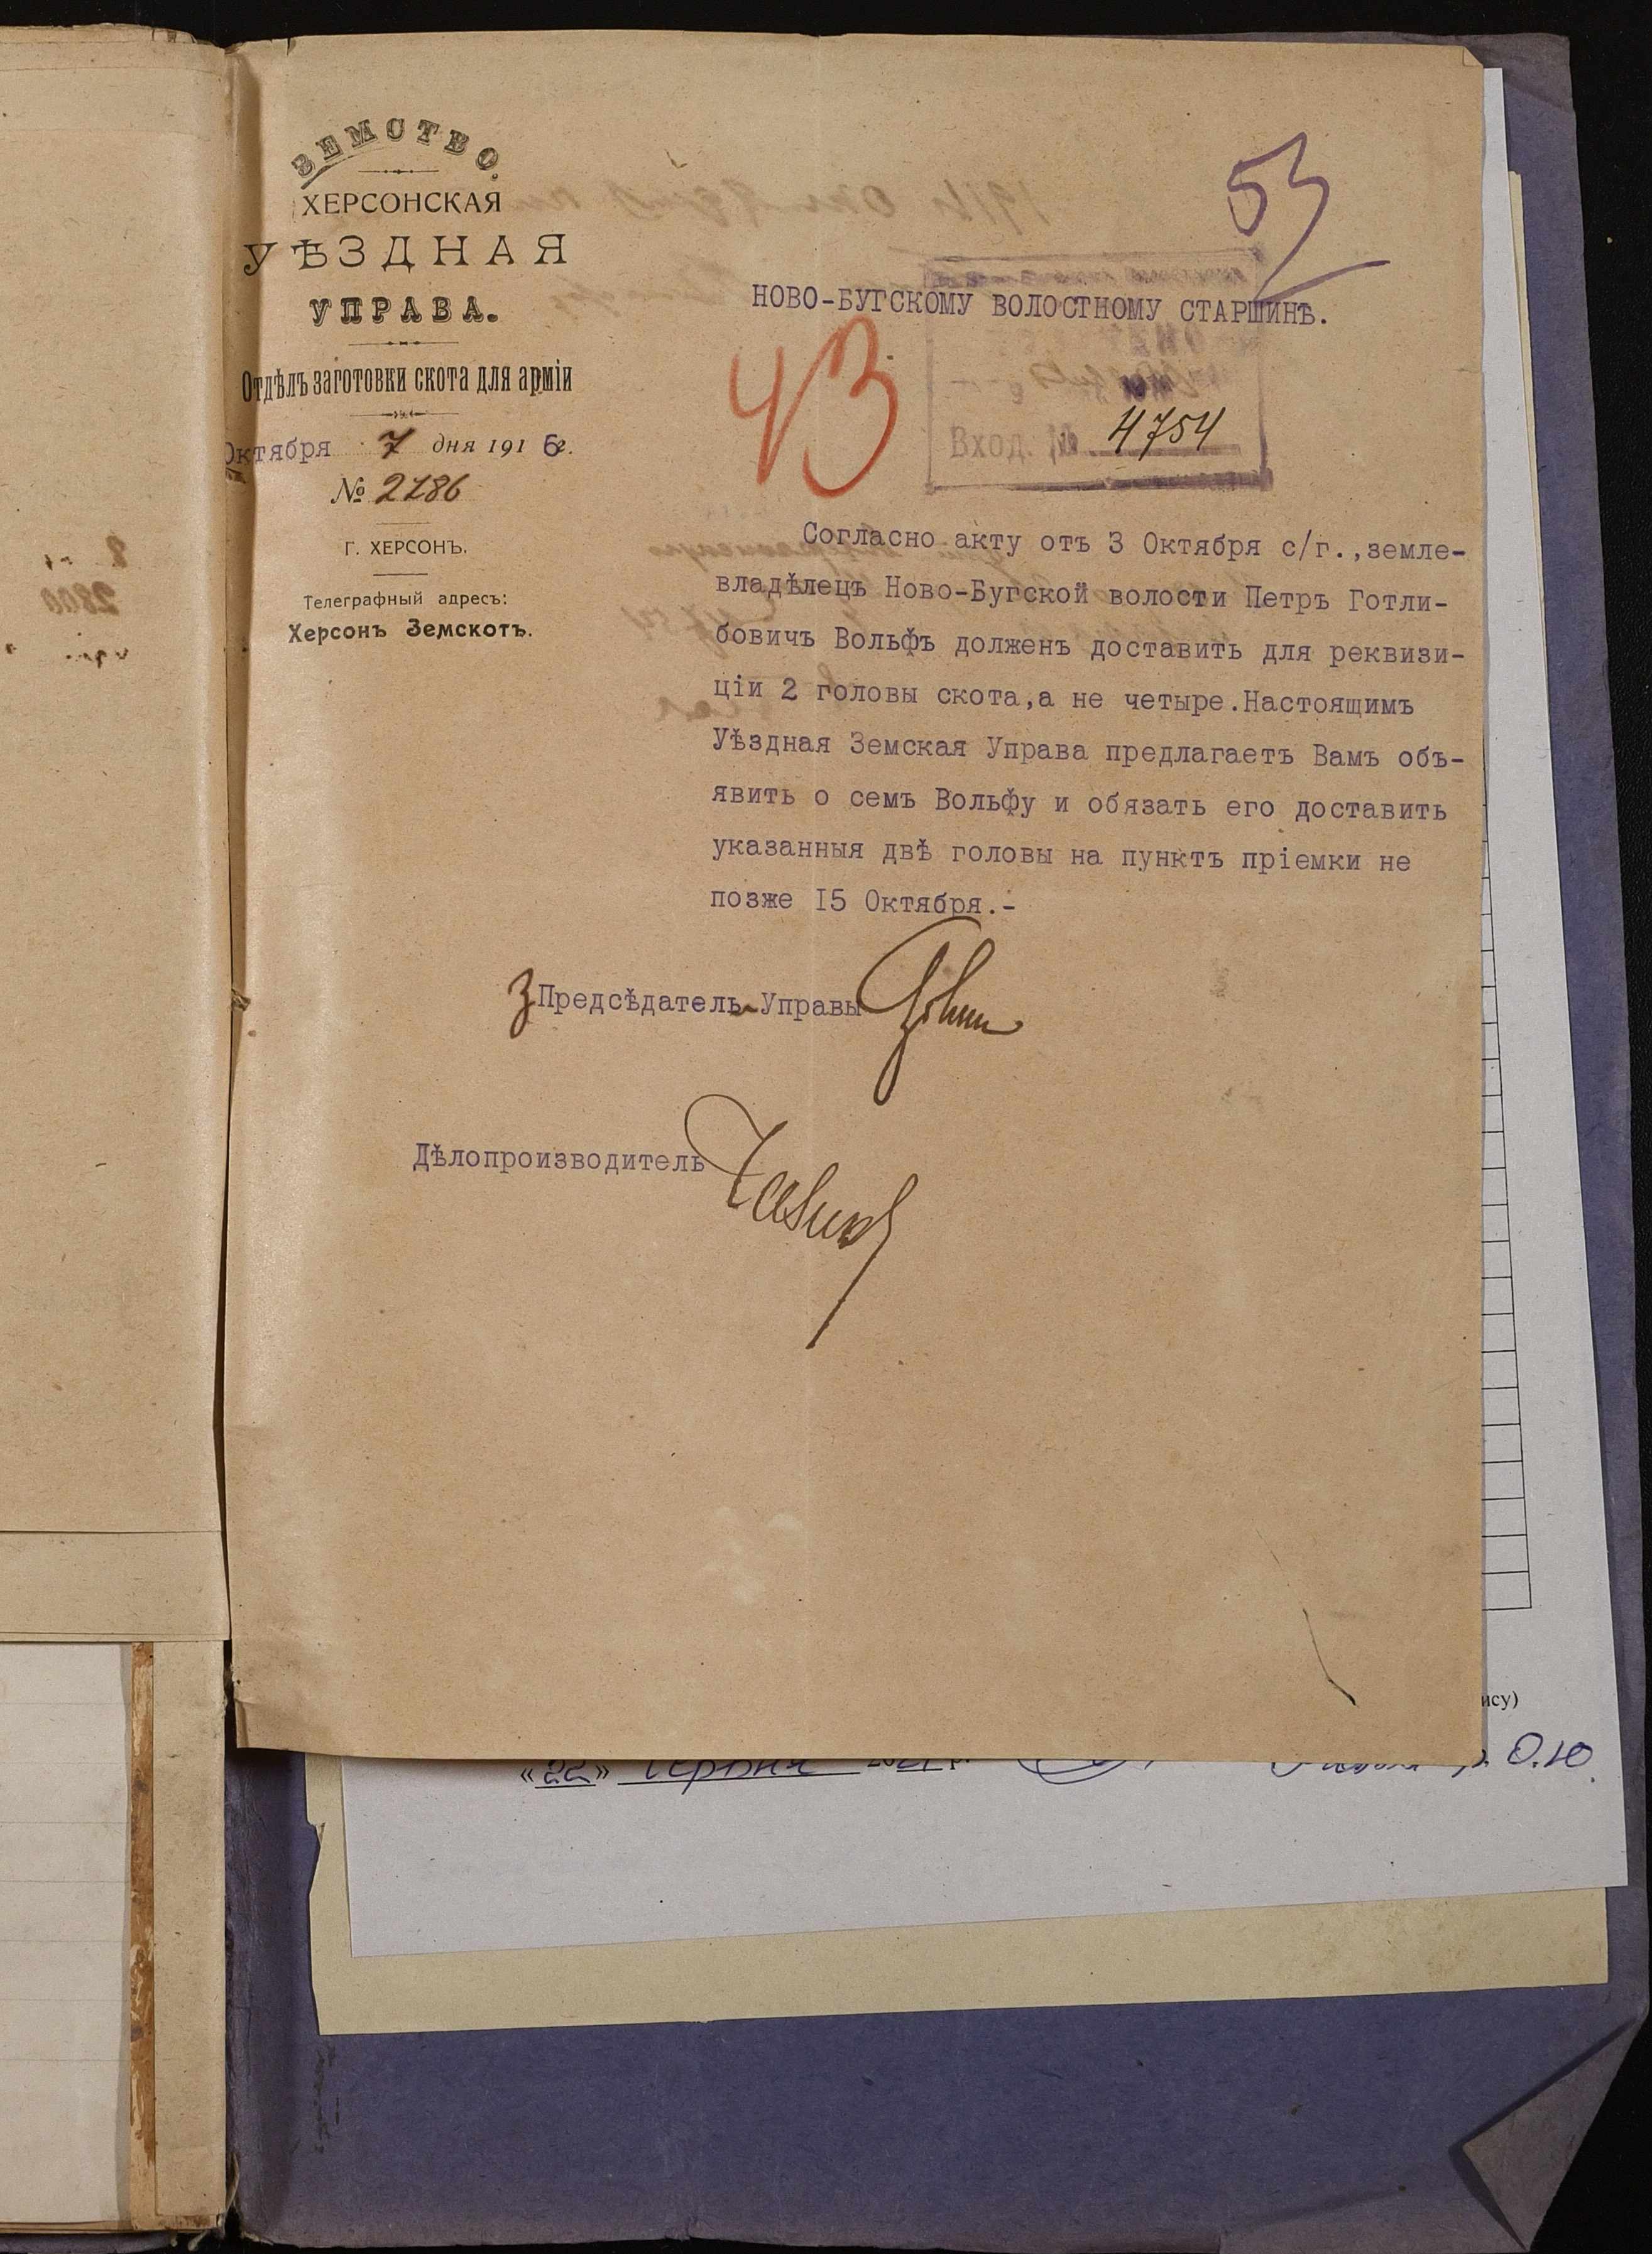 ЗЕМСТВО.
ХЕРСОНСКАЯ
УѢЗДНАЯ
УПРАВА.
Отдѣлъ заготовки скота для арміи
Октября 7 дня 1916 г.
№ 2186
Г. ХЕРСОНЪ.
Телеграфный адресъ:
Херсонъ Земскотъ.
53
НОВО-БУГСКОМУ ВОЛОСТНОМУ СТАРШИНѢ.
43
Вход. № 4754
Согласно акту отъ 3 Октября с/г.,земле-
владѣлецъ Ново-Бугской волости Петръ Готли-
бовичъ Вольфъ долженъ доставить для реквизи-
ціи 2 головы скота,а не четыре.Настоящимъ
Уѣздная Земская Управа предлагаетъ Вамъ объ-
явить о семъ Вольфу и обязать его доставить
указанныя двѣ головы на пунктъ пріемки не
позже I5 Октября.-
З Предсѣдатель Управы
Дѣлопроизводитель
ису)
«22» серпня
О.Ю.